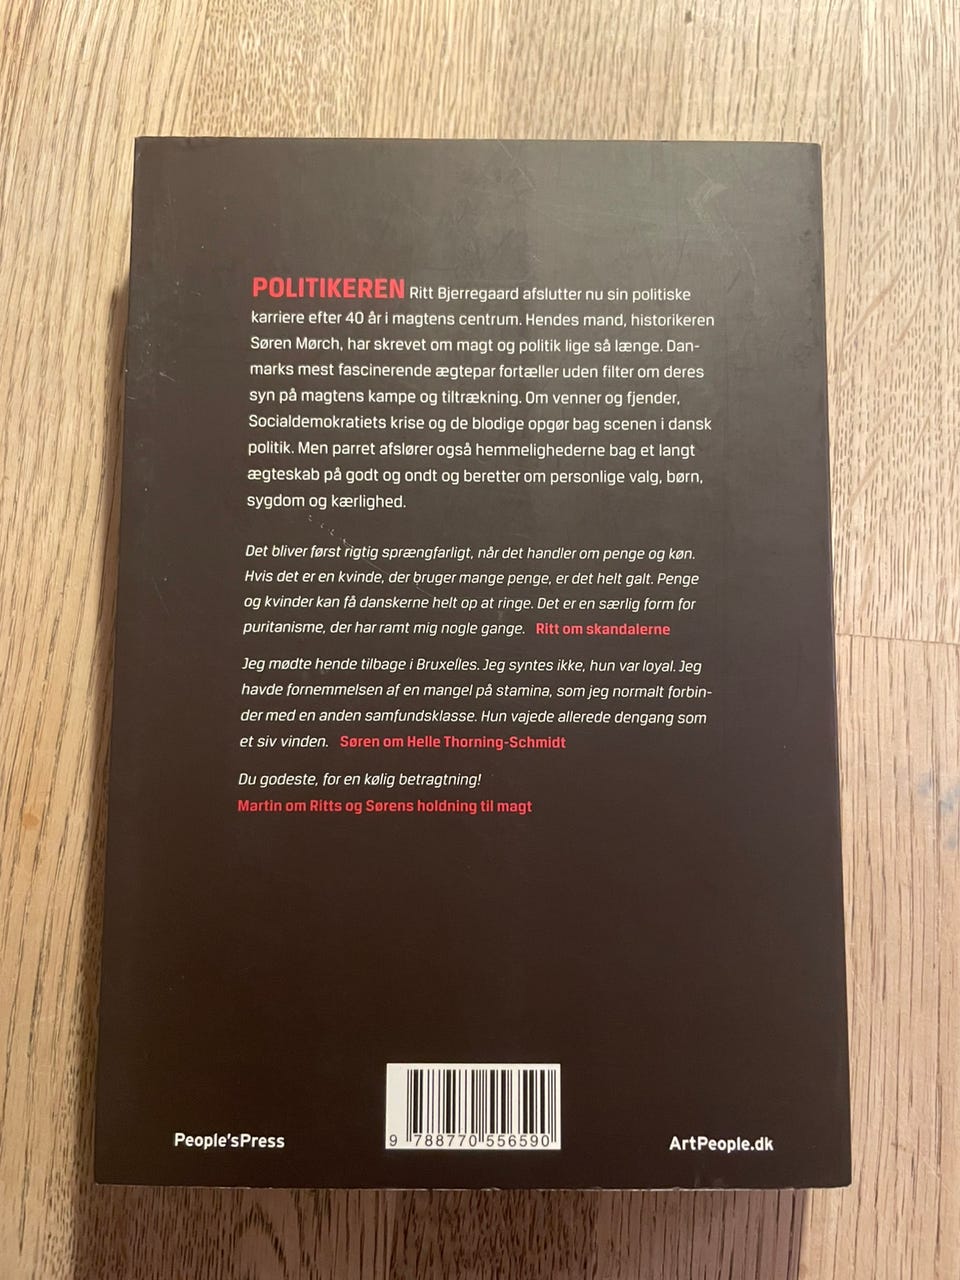 POLITIKEREN Ritt Bjerregaard afslutter nu sin politiske
karriere efter 40 år i magtens centrum. Hendes mand, historikeren
Søren Mørch, har skrevet om magt og politik lige så længe. Dan-
marks mest fascinerende ægtepar fortæller uden filter om deres
syn på magtens kampe og tiltrækning. Om venner og fjender,
Socialdemokratiets krise og de blodige opgør bag scenen i dansk
politik. Men parret afslører også hemmelighederne bag et langt
ægteskab på godt og ondt og beretter om personlige valg, børn,
sygdom og kærlighed.
Det bliver først rigtig sprængfarligt, når det handler om penge og køn.
Hvis det er en kvinde, der bruger mange penge, er det helt galt. Penge
og kvinder kan få danskerne helt op at ringe. Det er en særlig form for
puritanisme, der har ramt mig nogle gange. Ritt om skandalerne
Jeg mødte hende tilbage i Bruxelles. Jeg syntes ikke, hun var loyal. Jeg
havde fornemmelsen af en mangel på stamina, som jeg normalt forbin-
der med en anden samfundsklasse. Hun vajede allerede dengang som
et siv vinden. Søren om Helle Thorning-Schmidt
Du godeste, for en kølig betragtning!
Martin om Ritts og Sørens holdning til magt
People'sPress
9 788770 556590
ArtPeople.dk